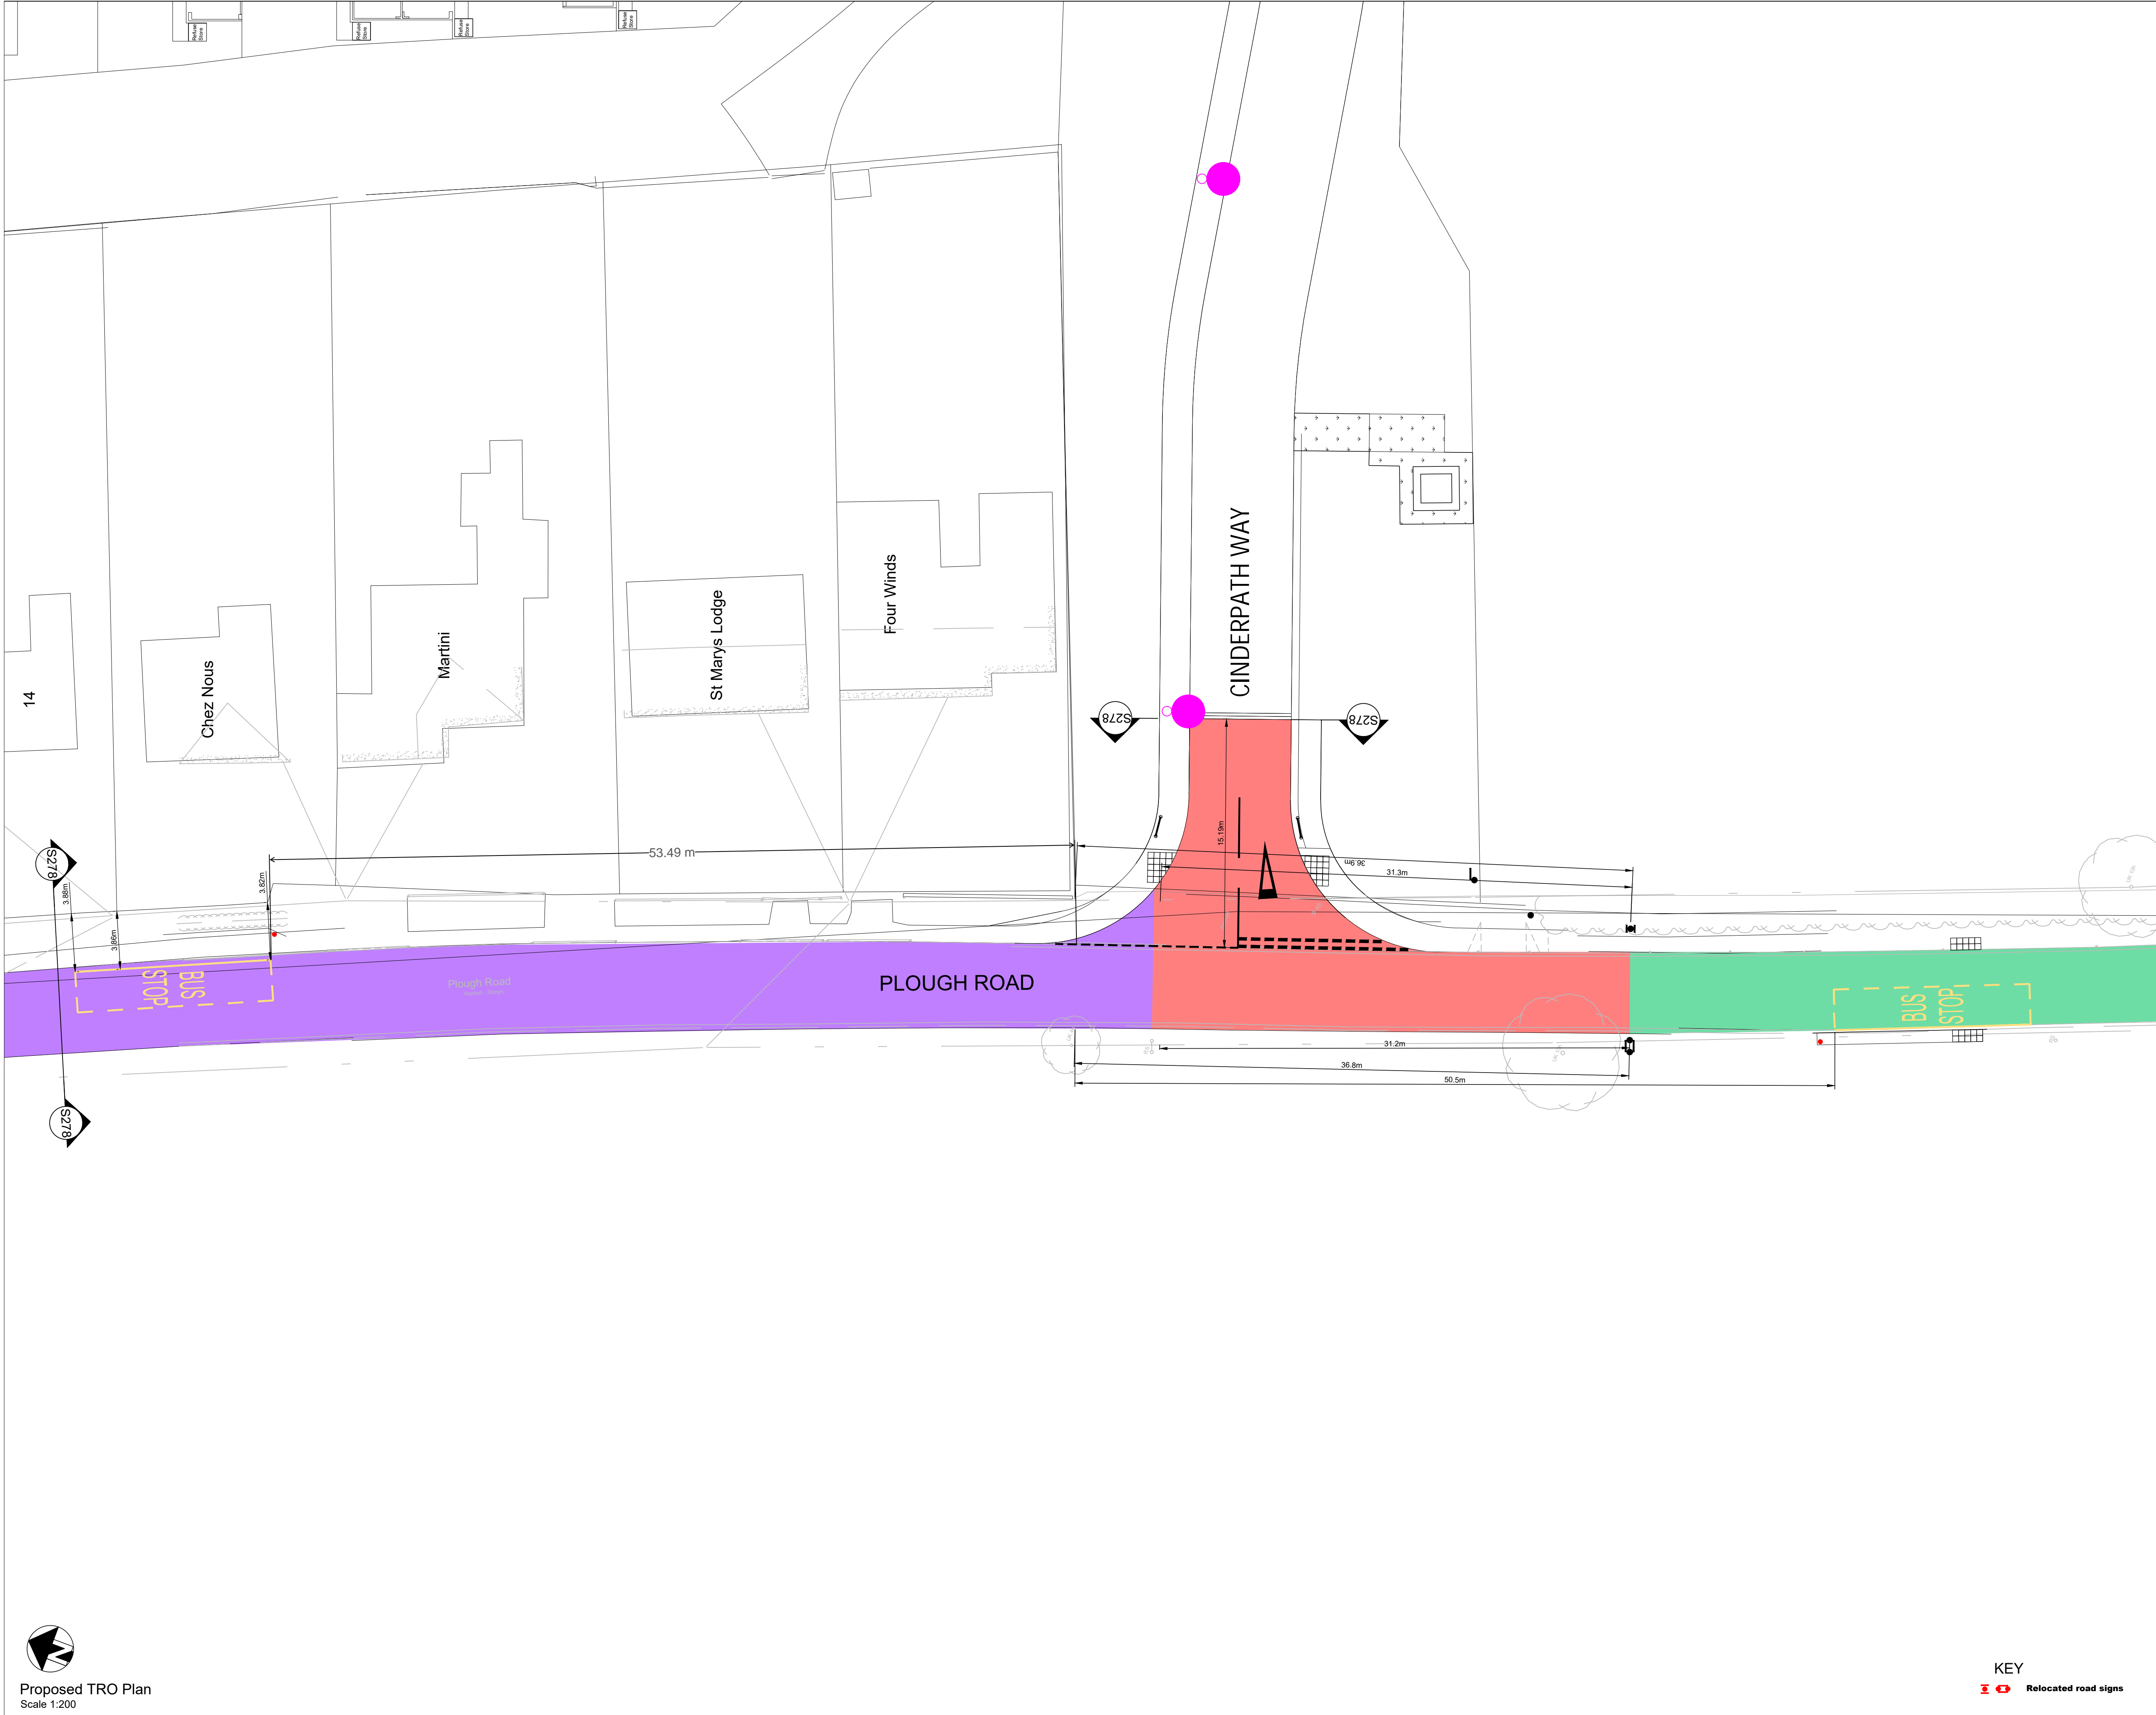 Refuse
Store
Refuse
Store
Refuse
Store
Refuse
Store
CINDERPATH WAY
Four Winds
St Marys Lodge
Martini
Chez Nous
14
S278
S278
15.19m
53.49 m
36.9m
31.3m
S278
3.88m
3.86m
3.82m
BUS
STOP
Plough Road
PLOUGH ROAD
BUS
STOP
31.2m
36.8m
50.5m
S278
N
Proposed TRO Plan
Scale 1:200
KEY
Relocated road signs